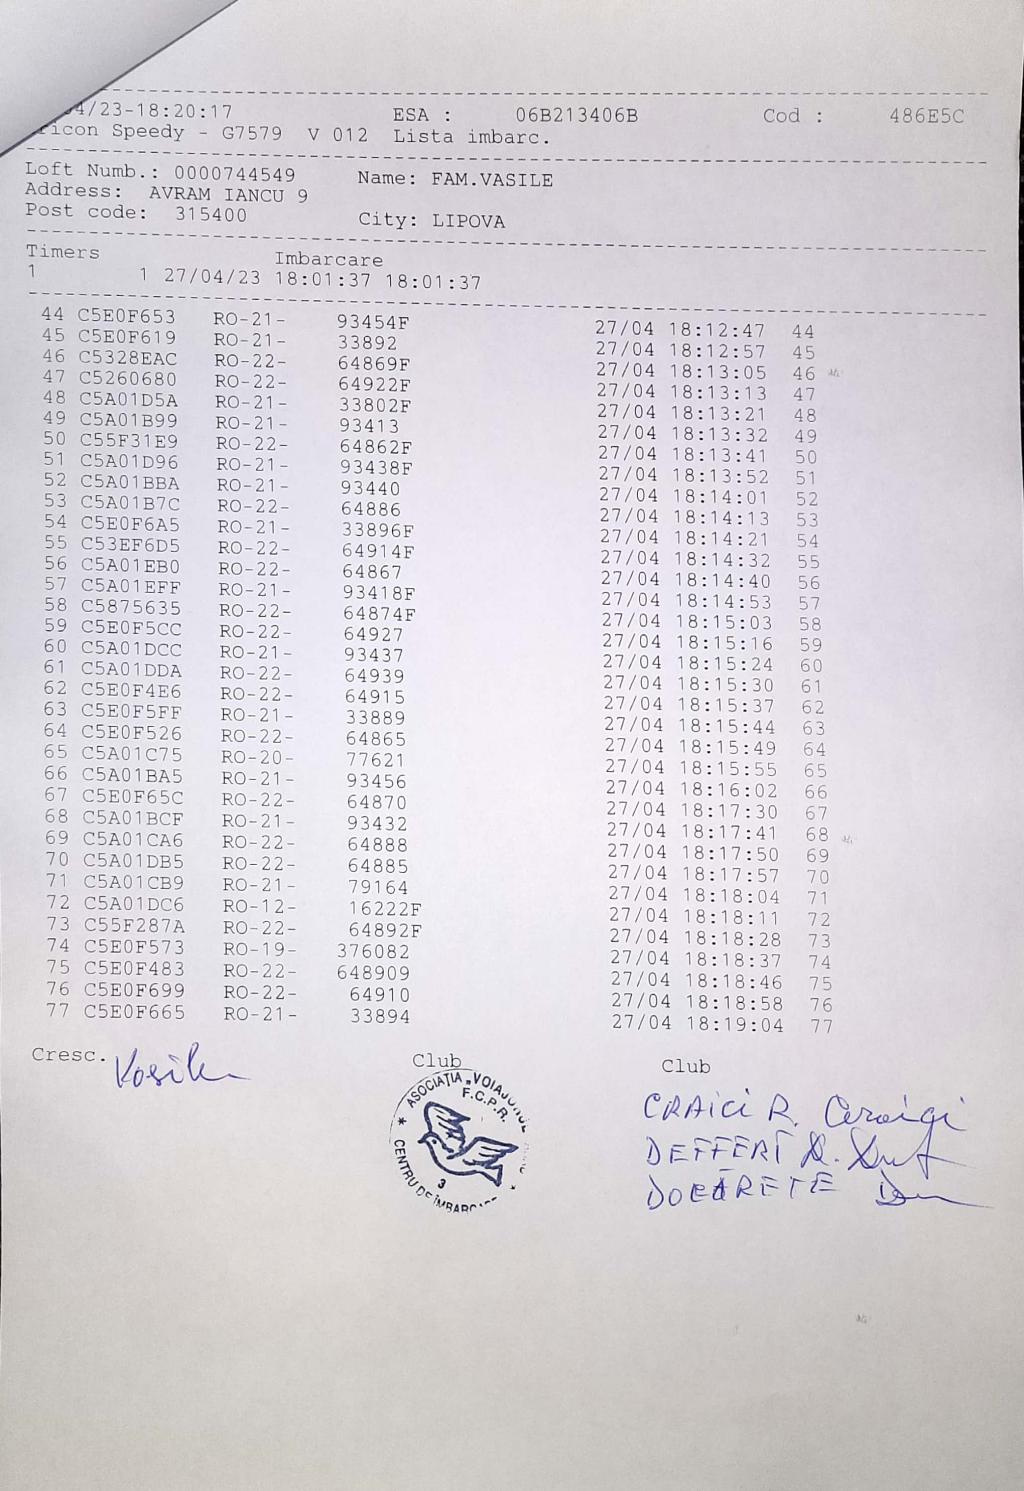 4/23-18:20:17 ESA : 06B213406B Cod : 486E5C
ricon Speedy - G7579 V 012 Lista imbarc.
Loft Numb.: 0000744549 Name: FAM.VASILE
Address: AVRAM IANCU 9
Post code: 315400 City: LIPOVA
Timers Imbarcare
1 1 27/04/23 18:01:37 18:01:37
44 C5E0F653 RO-21- 93454F 27/04 18:12:47 44
45 C5E0F619 RO-21- 33892 27/04 18:12:57 45
46 C5328EAC RO-22- 64869F 27/04 18:13:05 46
47 C5260680 RO-22- 64922F 27/04 18:13:13 47
48 C5A01D5A RO-21- 33802F 27/04 18:13:21 48
49 C5A01B99 RO-21- 93413 27/04 18:13:32 49
50 C55F31E9 RO-22- 64862F 27/04 18:13:41 50
51 C5A01D96 RO-21- 93438F 27/04 18:13:52 51
52 C5A01BBA RO-21- 93440 27/04 18:14:01 52
53 C5A01B7C RO-22- 64886 27/04 18:14:13 53
54 C5E0F6A5 RO-21- 33896F 27/04 18:14:21 54
55 C53EF6D5 RO-22- 64914F 27/04 18:14:32 55
56 C5A01EB0 RO-22- 64867 27/04 18:14:40 56
57 C5A01EFF RO-21- 93418F 27/04 18:14:53 57
58 C5875635 RO-22- 64874F 27/04 18:15:03 58
59 C5E0F5CC RO-22- 64927 27/04 18:15:16 59
60 C5A01DCC RO-21- 93437 27/04 18:15:24 60
61 C5A01DDA RO-22- 64939 27/04 18:15:30 61
62 C5E0F4E6 RO-22- 64915 27/04 18:15:37 62
63 C5E0F5FF RO-21- 33889 27/04 18:15:44 63
64 C5E0F526 RO-22- 64865 27/04 18:15:49 64
65 C5A01C75 RO-20- 77621 27/04 18:15:55 65
66 C5A01BA5 RO-21- 93456 27/04 18:16:02 66
67 C5E0F65C RO-22- 64870 27/04 18:17:30 67
68 C5A01BCF RO-21- 93432 27/04 18:17:41 68
69 C5A01CA6 RO-22- 64888 27/04 18:17:50 69
70 C5A01DB5 RO-22- 64885 27/04 18:17:57 70
71 C5A01CB9 RO-21- 79164 27/04 18:18:04 71
72 C5A01DC6 RO-12- 16222F 27/04 18:18:11 72
73 C55F287A RO-22- 64892F 27/04 18:18:28 73
74 C5E0F573 RO-19- 376082 27/04 18:18:37 74
75 C5E0F483 RO-22- 648909 27/04 18:18:46 75
76 C5E0F699 RO-22- 64910 27/04 18:18:58 76
77 C5E0F665 RO-21- 33894 27/04 18:19:04 77
Cresc. Club Club
ASOCIAȚIA
F.C.P.R.
CENTRU DE
3
CRAICI R.
DEFFERT